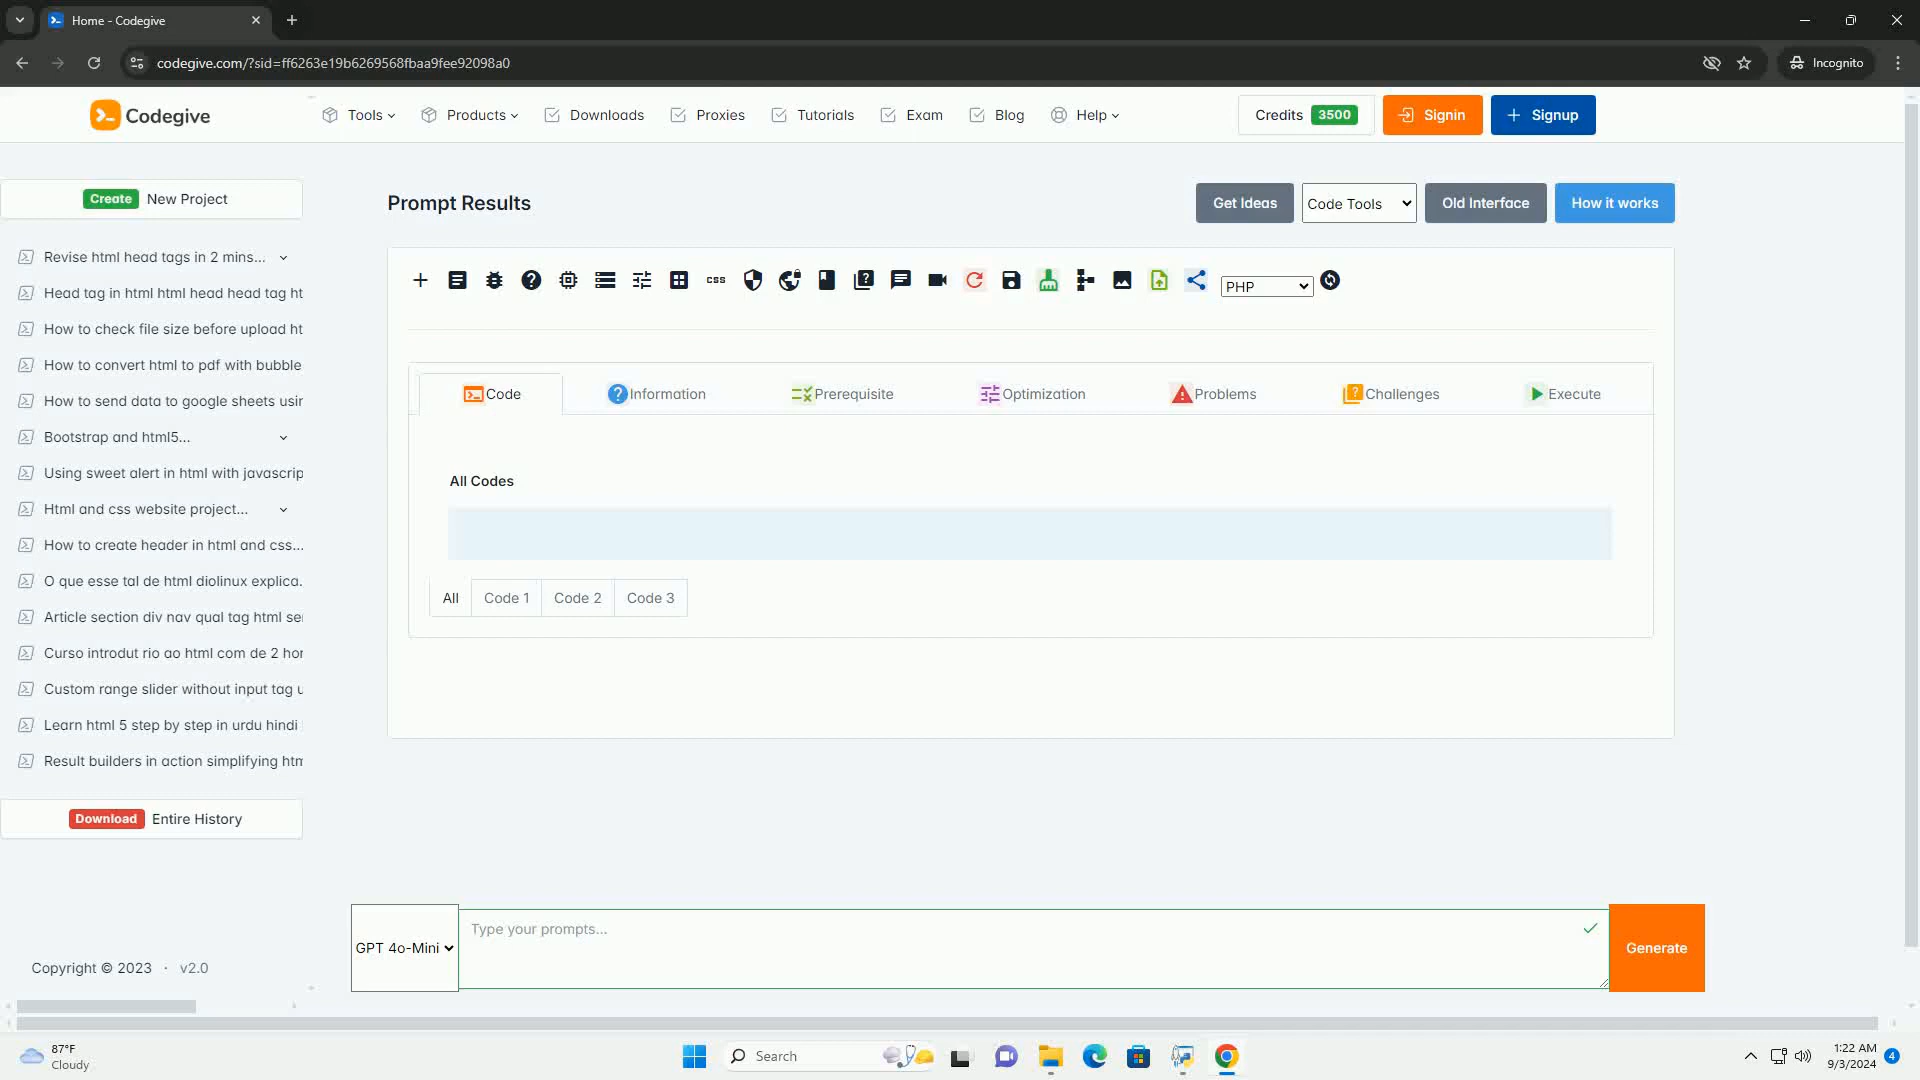 Home - Codegive
codegive.com/?sid=ff6263e19b6269568fbaa9fee92098a0
Incognito
Codegive
Tools
Products
Downloads
Proxies
Tutorials
Exam
Blog
Help
Credits 3500
Signin
Signup
Create New Project
Revise html head tags in 2 mins...
Head tag in html html head head tag ht
How to check file size before upload ht
How to convert html to pdf with bubble
How to send data to google sheets usin
Bootstrap and html5...
Using sweet alert in html with javascrip
Html and css website project...
How to create header in html and css...
O que esse tal de html diolinux explica.
Article section div nav qual tag html se
Curso introdut rio ao html com de 2 hor
Custom range slider without input tag u
Learn html 5 step by step in urdu hindi
Result builders in action simplifying htm
Download Entire History
Copyright © 2023 · v2.0
Prompt Results
Get Ideas
Code Tools
Old Interface
How it works
css
PHP
Code
Information
Prerequisite
Optimization
Problems
Challenges
Execute
All Codes
All
Code 1
Code 2
Code 3
GPT 4o-Mini
Type your prompts...
Generate
87°F
Cloudy
Search
1:22 AM
9/3/2024
4